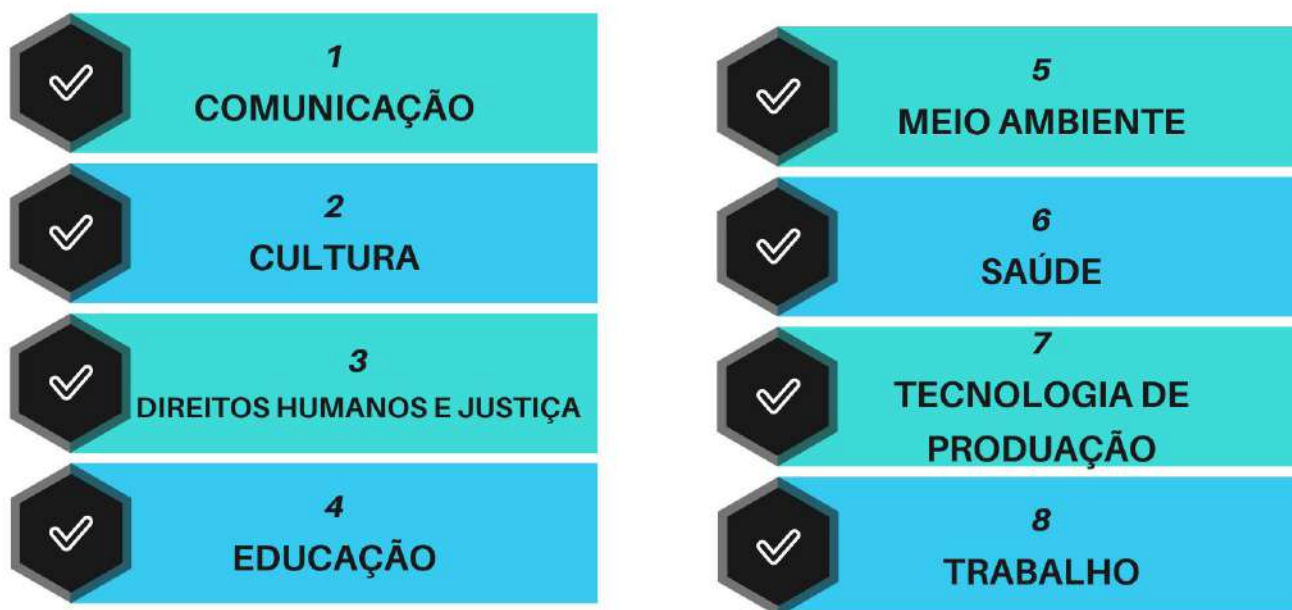 1
COMUNICAÇÃO
2
CULTURA
3
DIREITOS HUMANOS E JUSTIÇA
4
EDUCAÇÃO
5
MEIO AMBIENTE
6
SAÚDE
7
TECNOLOGIA DE
PRODUAÇÃO
8
TRABALHO